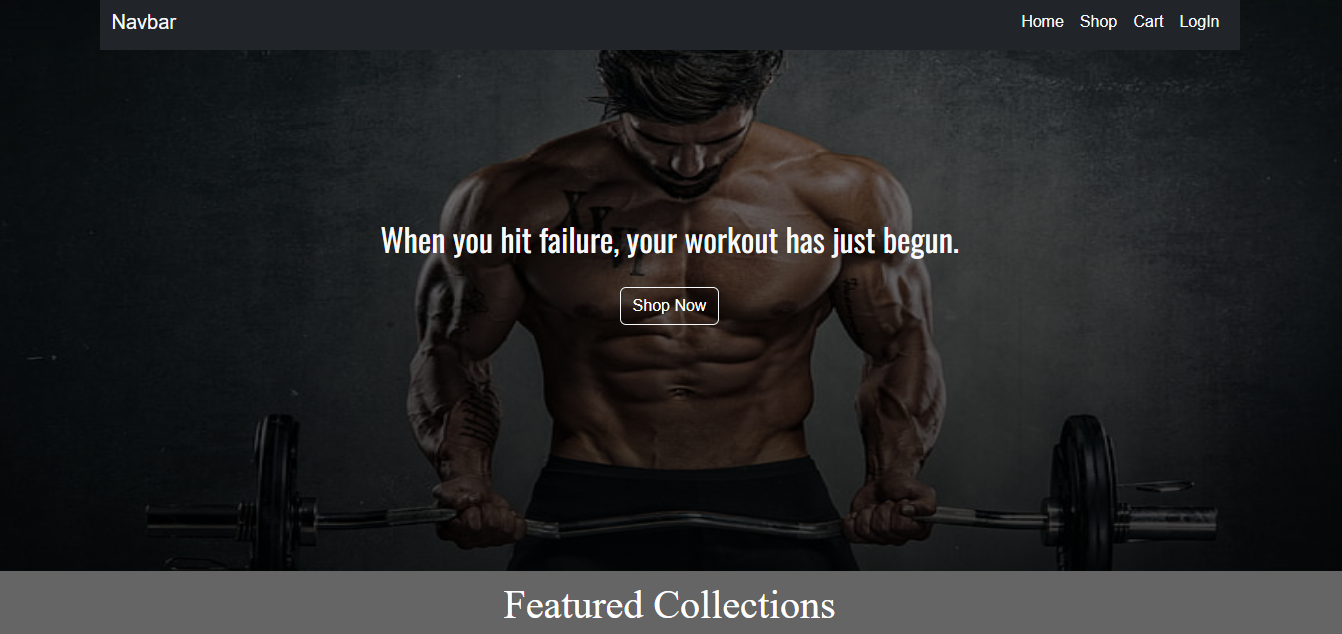 Navbar
Home Shop Cart LogIn
When you hit failure, your workout has just begun.
Shop Now
Featured Collections